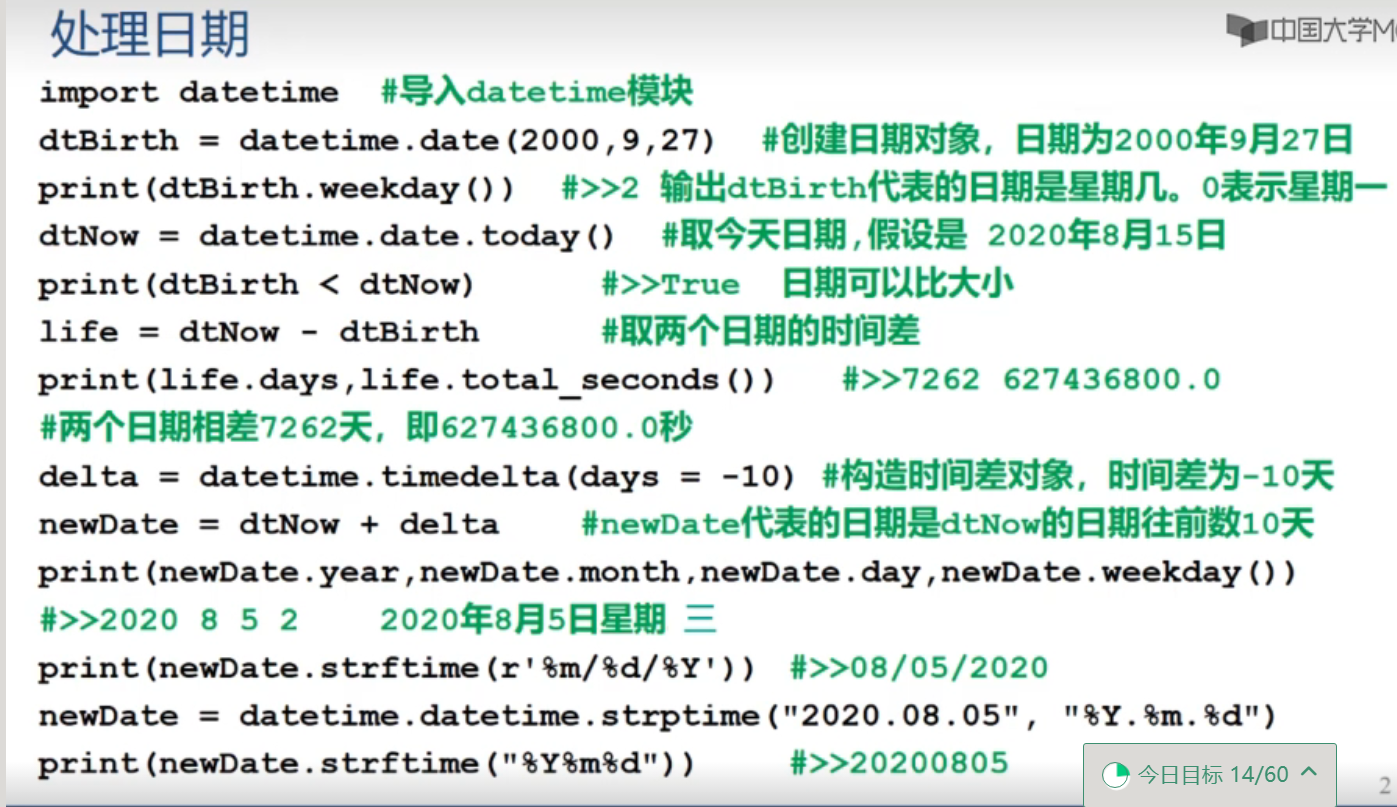 处理日期
中国大学M
import datetime #导入datetime模块
dtBirth = datetime.date(2000,9,27) #创建日期对象，日期为2000年9月27日
print(dtBirth.weekday()) #>>2 输出dtBirth代表的日期是星期几。0表示星期一
dtNow = datetime.date.today() #取今天日期,假设是 2020年8月15日
print(dtBirth < dtNow) #>>True 日期可以比大小
life = dtNow - dtBirth #取两个日期的时间差
print(life.days,life.total_seconds()) #>>7262 627436800.0
#两个日期相差7262天，即627436800.0秒
delta = datetime.timedelta(days = -10) #构造时间差对象，时间差为-10天
newDate = dtNow + delta #newDate代表的日期是dtNow的日期往前数10天
print(newDate.year,newDate.month,newDate.day,newDate.weekday())
#>>2020 8 5 2 2020年8月5日星期 三
print(newDate.strftime(r'%m/%d/%Y')) #>>08/05/2020
newDate = datetime.datetime.strptime("2020.08.05", "%Y.%m.%d")
print(newDate.strftime("%Y%m%d")) #>>20200805
今日目标 14/60
2